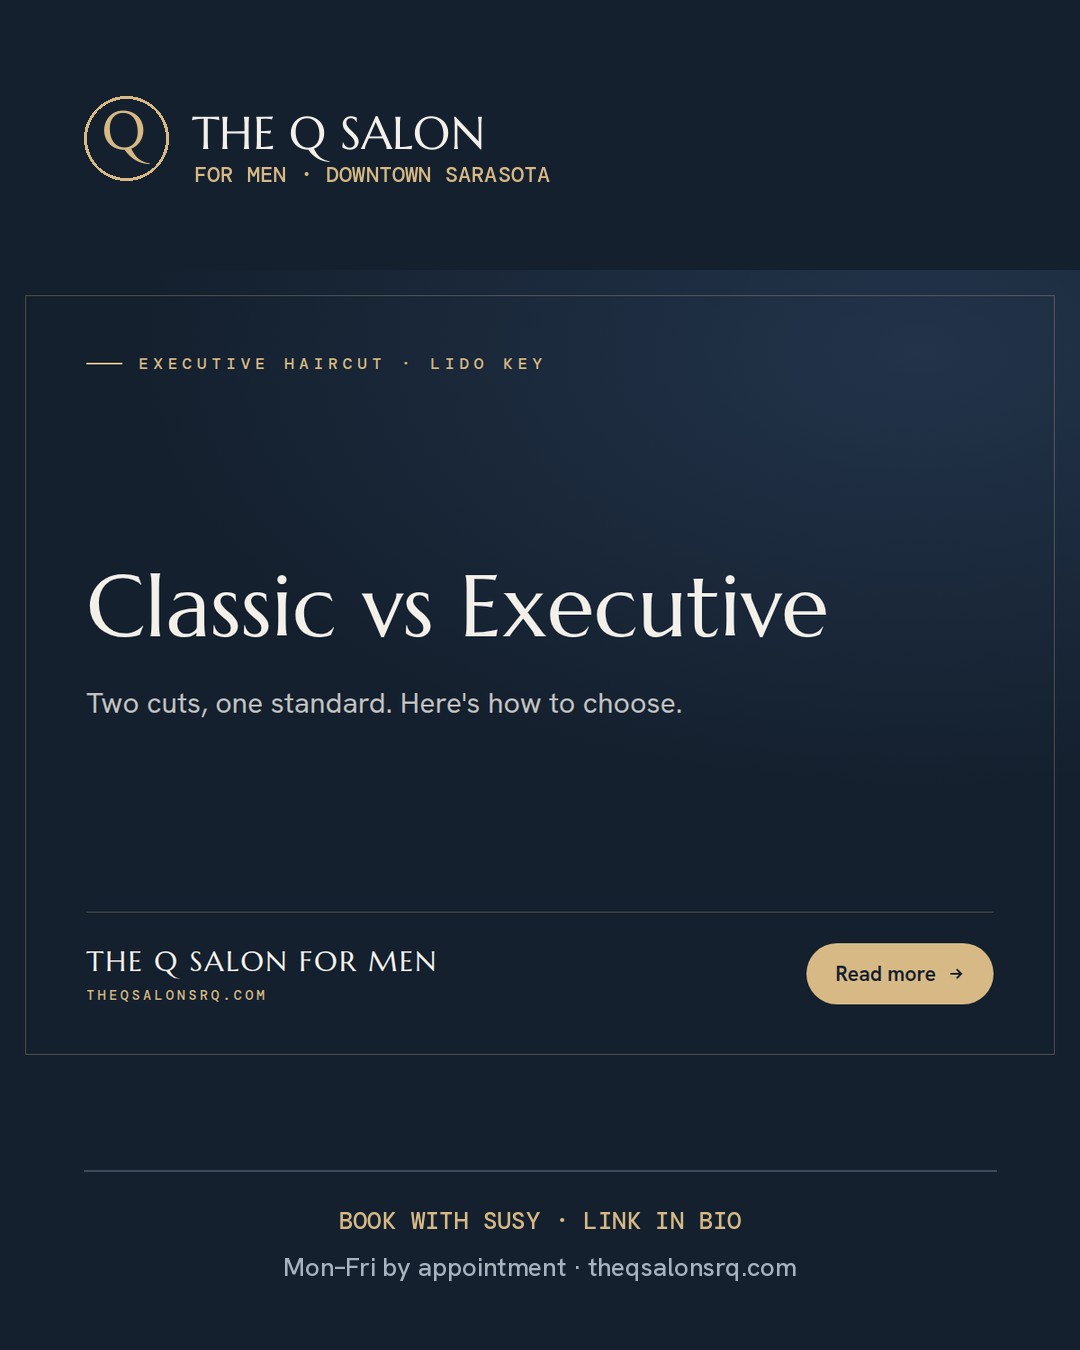 Q
THE Q SALON
FOR MEN · DOWNTOWN SARASOTA
EXECUTIVE HAIRCUT · LIDO KEY
Classic vs Executive
Two cuts, one standard. Here's how to choose.
THE Q SALON FOR MEN
THEQSALONSRQ.COM
Read more →
BOOK WITH SUSY · LINK IN BIO
Mon–Fri by appointment · theqsalonsrq.com